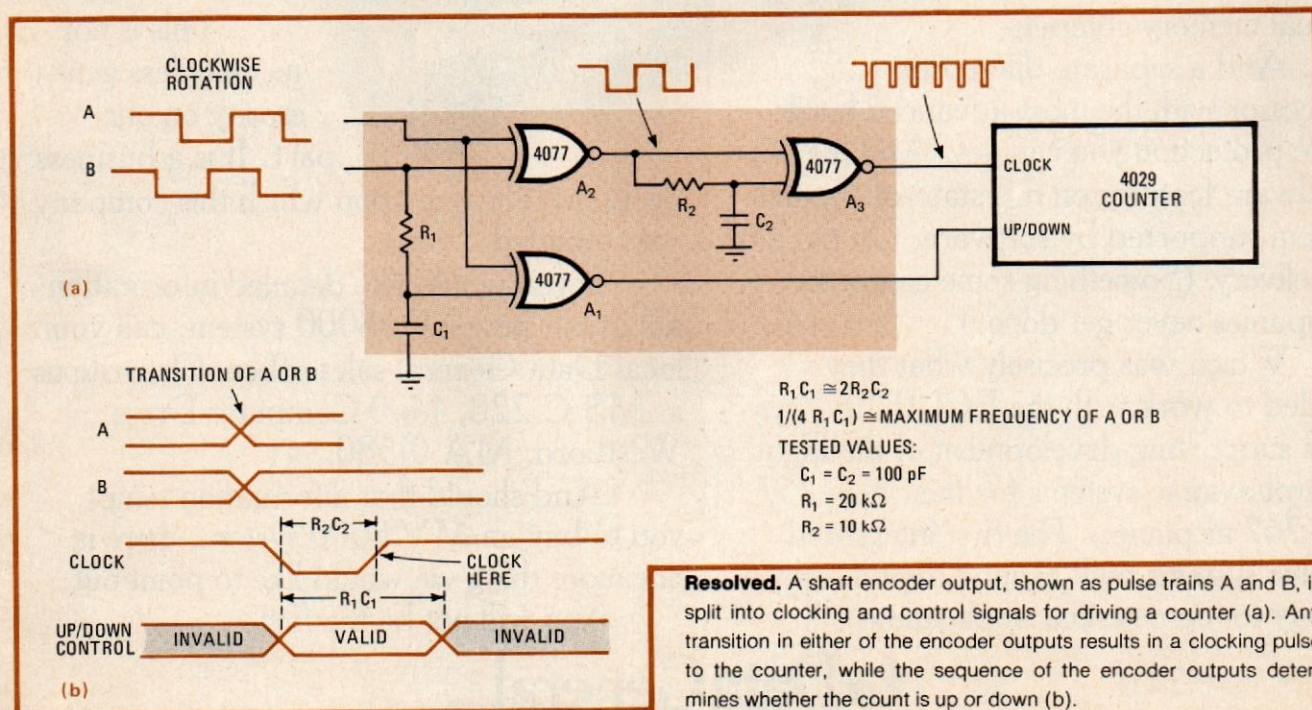 CLOCKWISE
ROTATION
A
B
4077
A2
4077
A3
R2
C2
R1
4077
A1
C1
CLOCK
4029
COUNTER
UP/DOWN
(a)
TRANSITION OF A OR B
A
B
R2C2
CLOCK
CLOCK
HERE
R1C1
UP/DOWN
CONTROL
INVALID
VALID
INVALID
(b)
R1C1 ≅ 2R2C2
1/(4 R1C1) ≅ MAXIMUM FREQUENCY OF A OR B
TESTED VALUES:
C1 = C2 = 100 pF
R1 = 20 kΩ
R2 = 10 kΩ
Resolved. A shaft encoder output, shown as pulse trains A and B, i
split into clocking and control signals for driving a counter (a). An
transition in either of the encoder outputs results in a clocking pulse
to the counter, while the sequence of the encoder outputs deter
mines whether the count is up or down (b).